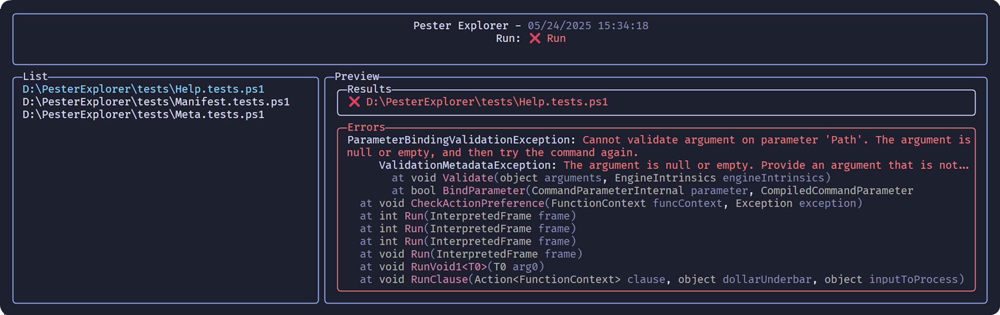 Pester Explorer - 05/24/2025 15:34:18
Run: ❌ Run
List
D:\PesterExplorer\tests\Help.tests.ps1
D:\PesterExplorer\tests\Manifest.tests.ps1
D:\PesterExplorer\tests\Meta.tests.ps1
Preview
Results
❌ D:\PesterExplorer\tests\Help.tests.ps1
Errors
ParameterBindingValidationException: Cannot validate argument on parameter 'Path'. The argument is
null or empty, and then try the command again.
ValidationMetadataException: The argument is null or empty. Provide an argument that is not…
at void Validate(object arguments, EngineIntrinsics engineIntrinsics)
at bool BindParameter(CommandParameterInternal parameter, CompiledCommandParameter
at void CheckActionPreference(FunctionContext funcContext, Exception exception)
at int Run(InterpretedFrame frame)
at int Run(InterpretedFrame frame)
at int Run(InterpretedFrame frame)
at void Run(InterpretedFrame frame)
at void RunVoid1<T0>(T0 arg0)
at void RunClause(Action<FunctionContext> clause, object dollarUnderbar, object inputToProcess)